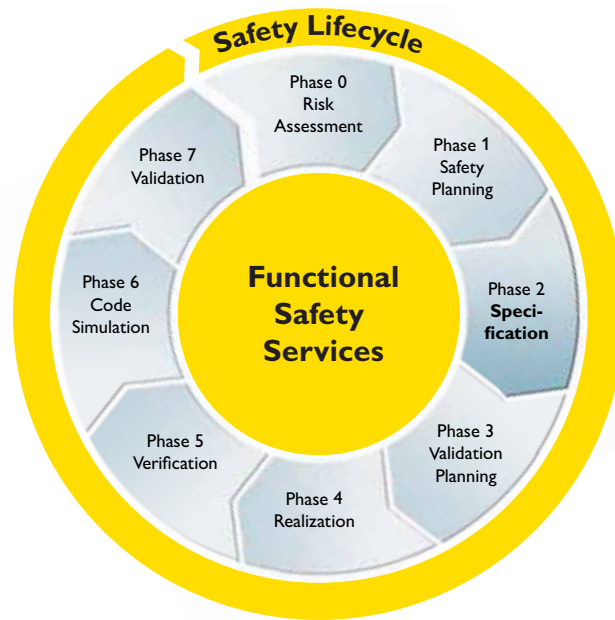 Safety Lifecycle
Phase 0
Risk
Assessment
Phase 1
Safety
Planning
Phase 2
Speci-
fication
Phase 3
Validation
Planning
Phase 4
Realization
Phase 5
Verification
Phase 6
Code
Simulation
Phase 7
Validation
Functional
Safety
Services